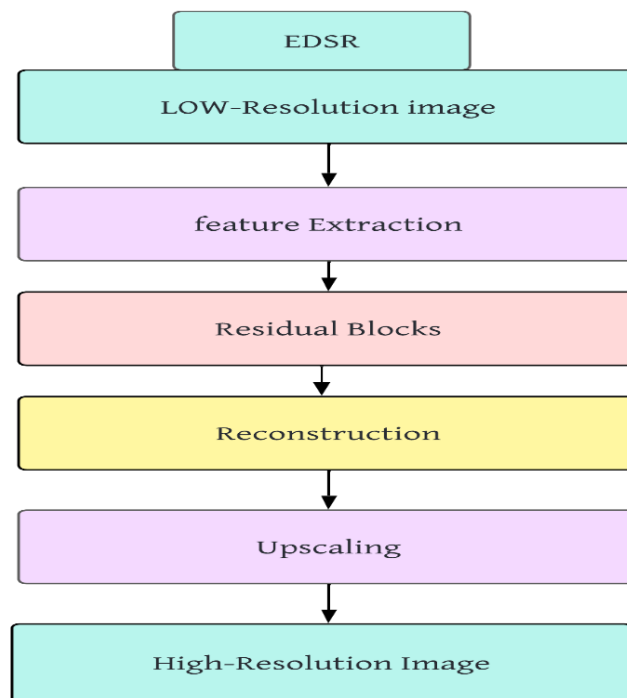 EDSR
LOW-Resolution image
feature Extraction
Residual Blocks
Reconstruction
Upscaling
High-Resolution Image